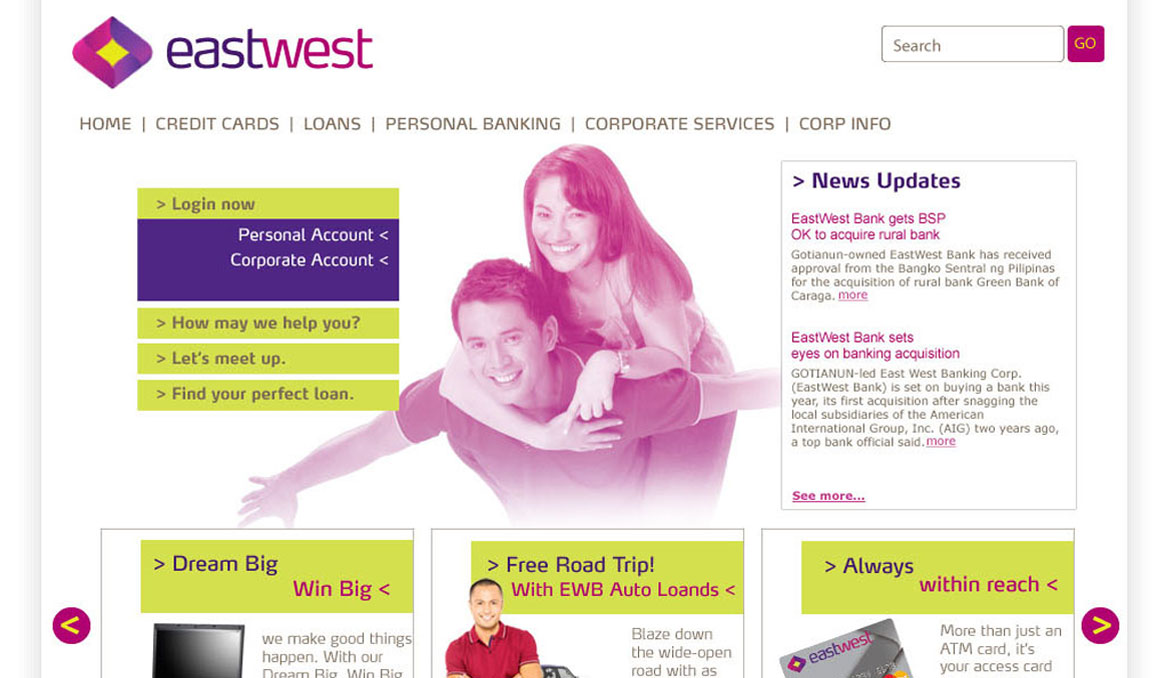 eastwest
Search
GO
HOME | CREDIT CARDS | LOANS | PERSONAL BANKING | CORPORATE SERVICES | CORP INFO
> Login now
Personal Account <
Corporate Account <
> How may we help you?
> Let's meet up.
> Find your perfect loan.
> News Updates
EastWest Bank gets BSP
OK to acquire rural bank
Gotianun-owned EastWest Bank has received
approval from the Bangko Sentral ng Pilipinas
for the acquisition of rural bank Green Bank of
Caraga. more
EastWest Bank sets
eyes on banking acquisition
GOTIANUN-led East West Banking Corp.
(EastWest Bank) is set on buying a bank this
year, its first acquisition after snagging the
local subsidiaries of the American
International Group, Inc. (AIG) two years ago,
a top bank official said. more
See more...
<
> Dream Big
Win Big <
we make good things
happen. With our
Dream Big, Win Big
> Free Road Trip!
With EWB Auto Loands <
Blaze down
the wide-open
road with as
> Always
within reach <
eastwest
More than just an
ATM card, it's
your access card
>